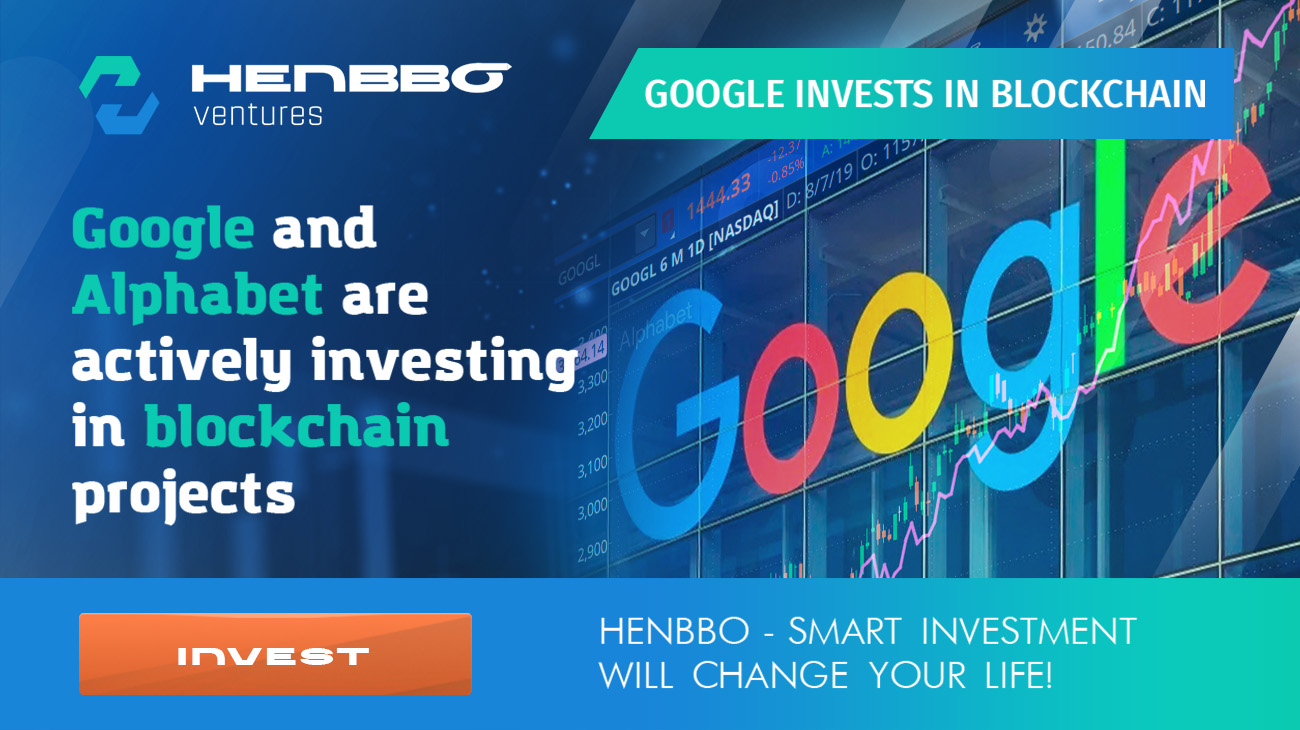 HENBBO
ventures
GOOGLE INVESTS IN BLOCKCHAIN
Google and
Alphabet are
actively investing
in blockchain
projects
C: 11
50.84
-12.37
-0.85%
1444.33
O: 1157
D: 8/7/19
GOOGL
GOOGL 6 M 1D [NASDAQ]
Alphabet
Google
3,400
34.14
3,300
3,200
3,100
3,000
2,900
INVEST
HENBBO - SMART INVESTMENT
WILL CHANGE YOUR LIFE!